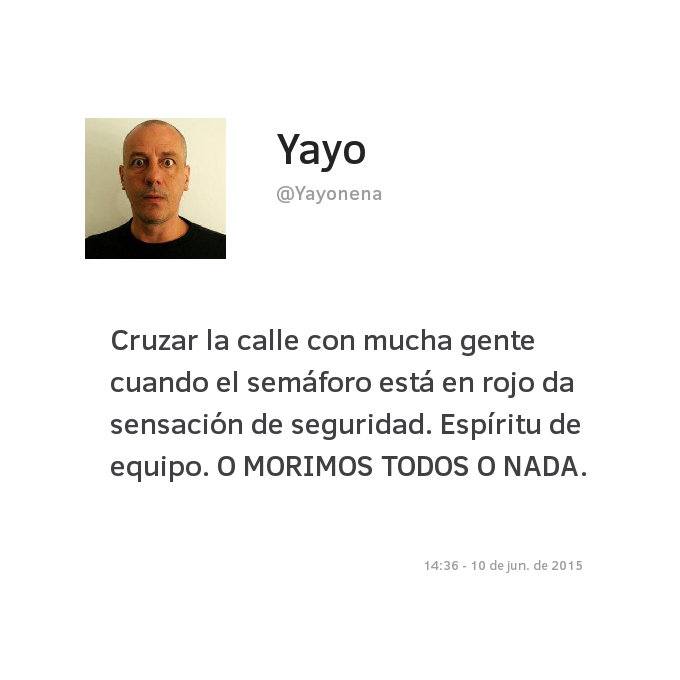 Yayo
@Yayonena
Cruzar la calle con mucha gente
cuando el semáforo está en rojo da
sensación de seguridad. Espíritu de
equipo. O MORIMOS TODOS O NADA.
14:36 - 10 de jun. de 2015